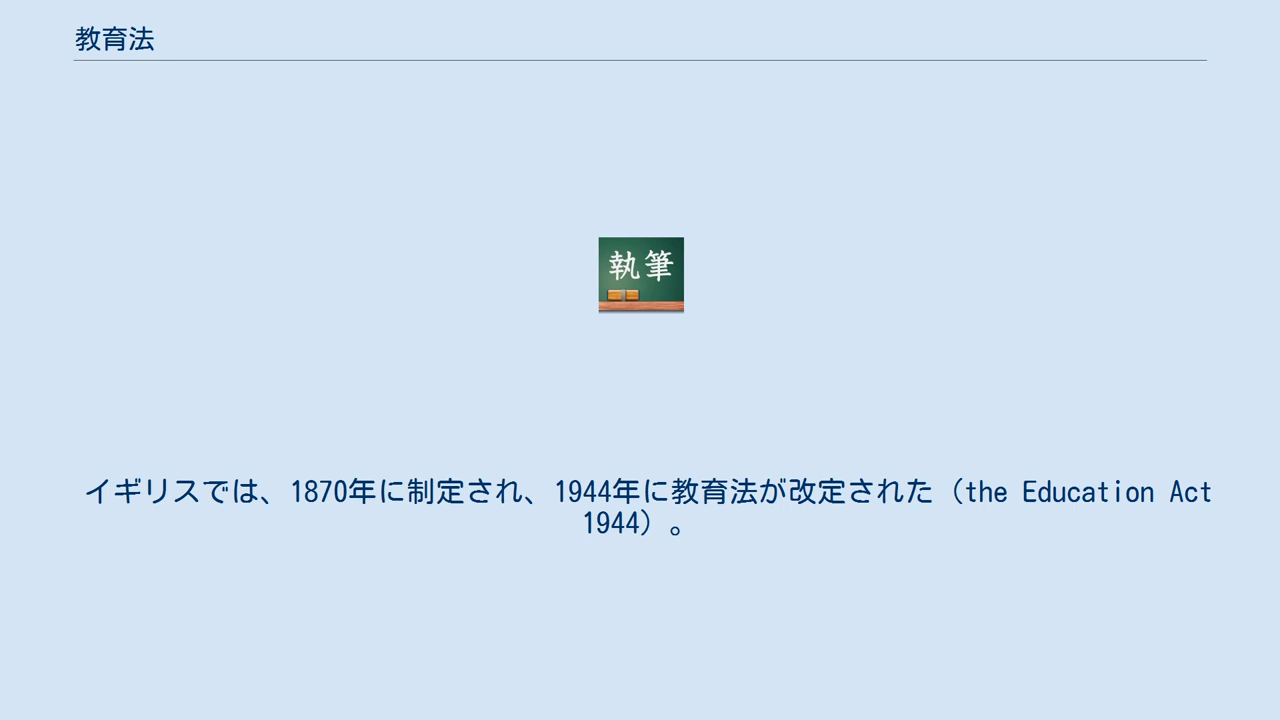 教育法
執筆
イギリスでは、1870年に制定され、1944年に教育法が改定された（the Education Act
1944）。